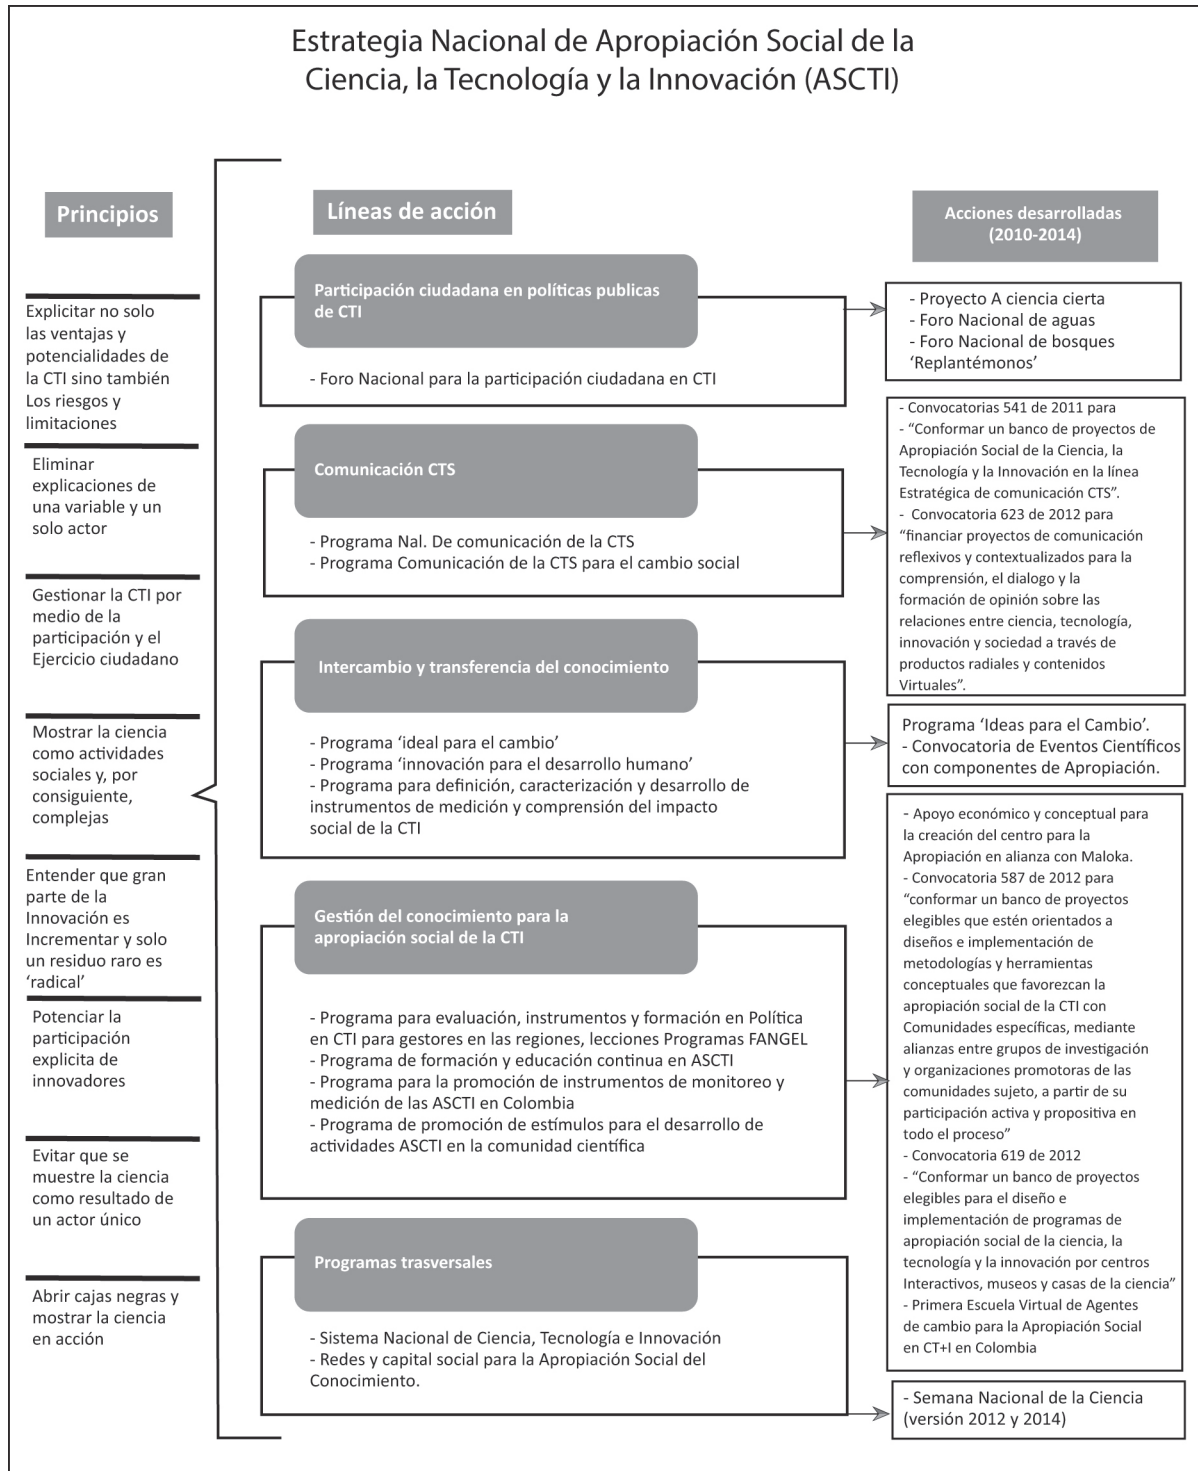 Estrategia Nacional de Apropiación Social de la
Ciencia, la Tecnología y la Innovación (ASCTI)
Principios
Explicitar no solo
las ventajas y
potencialidades de
la CTI sino también
Los riesgos y
limitaciones
Eliminar
explicaciones de
una variable y un
solo actor
Gestionar la CTI por
medio de la
participación y el
Ejercicio ciudadano
Mostrar la ciencia
como actividades
sociales y, por
consiguiente,
complejas
Entender que gran
parte de la
Innovación es
Incrementar y solo
un residuo raro es
‘radical’
Potenciar la
participación
explicita de
innovadores
Evitar que se
muestre la ciencia
como resultado de
un actor único
Abrir cajas negras y
mostrar la ciencia
en acción
Líneas de acción
Participación ciudadana en políticas publicas
de CTI
- Foro Nacional para la participación ciudadana en CTI
Comunicación CTS
- Programa Nal. De comunicación de la CTS
- Programa Comunicación de la CTS para el cambio social
Intercambio y transferencia del conocimiento
- Programa ‘ideal para el cambio’
- Programa ‘innovación para el desarrollo humano’
- Programa para definición, caracterización y desarrollo de
instrumentos de medición y comprensión del impacto
social de la CTI
Gestión del conocimiento para la
apropiación social de la CTI
- Programa para evaluación, instrumentos y formación en Política
en CTI para gestores en las regiones, lecciones Programas FANGEL
- Programa de formación y educación continua en ASCTI
- Programa para la promoción de instrumentos de monitoreo y
medición de las ASCTI en Colombia
- Programa de promoción de estímulos para el desarrollo de
actividades ASCTI en la comunidad científica
Programas trasversales
- Sistema Nacional de Ciencia, Tecnología e Innovación
- Redes y capital social para la Apropiación Social del
Conocimiento.
Acciones desarrolladas
(2010-2014)
- Proyecto A ciencia cierta
- Foro Nacional de aguas
- Foro Nacional de bosques
‘Replantémonos’
- Convocatorias 541 de 2011 para
- “Conformar un banco de proyectos de
Apropiación Social de la Ciencia, la
Tecnología y la Innovación en la línea
Estratégica de comunicación CTS”.
- Convocatoria 623 de 2012 para
“financiar proyectos de comunicación
reflexivos y contextualizados para la
comprensión, el dialogo y la
formación de opinión sobre las
relaciones entre ciencia, tecnología,
innovación y sociedad a través de
productos radiales y contenidos
Virtuales”.
Programa ‘Ideas para el Cambio’.
- Convocatoria de Eventos Científicos
con componentes de Apropiación.
- Apoyo económico y conceptual para
la creación del centro para la
Apropiación en alianza con Maloka.
- Convocatoria 587 de 2012 para
“conformar un banco de proyectos
elegibles que estén orientados a
diseños e implementación de
metodologías y herramientas
conceptuales que favorezcan la
apropiación social de la CTI con
Comunidades específicas, mediante
alianzas entre grupos de investigación
y organizaciones promotoras de las
comunidades sujeto, a partir de su
participación activa y propositiva en
todo el proceso”
- Convocatoria 619 de 2012
- “Conformar un banco de proyectos
elegibles para el diseño e
implementación de programas de
apropiación social de la ciencia, la
tecnología y la innovación por centros
Interactivos, museos y casas de la ciencia”
- Primera Escuela Virtual de Agentes
de cambio para la Apropiación Social
en CT+I en Colombia
- Semana Nacional de la Ciencia
(versión 2012 y 2014)